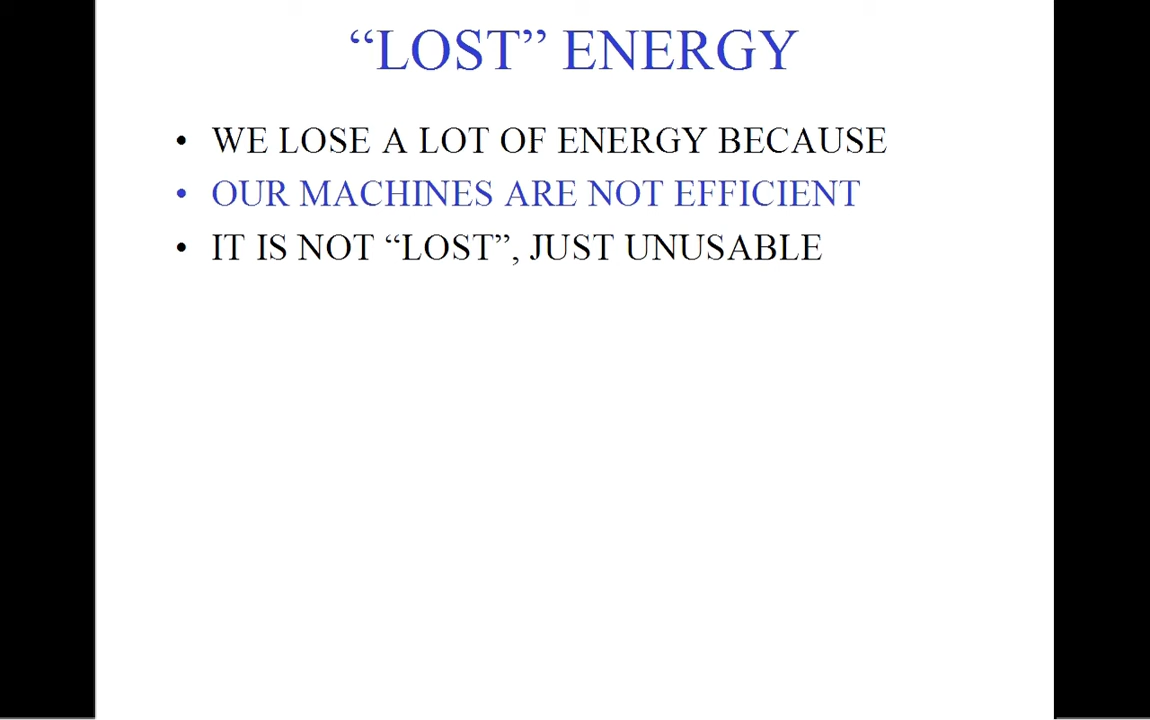 “LOST” ENERGY
• WE LOSE A LOT OF ENERGY BECAUSE
• OUR MACHINES ARE NOT EFFICIENT
• IT IS NOT “LOST”, JUST UNUSABLE